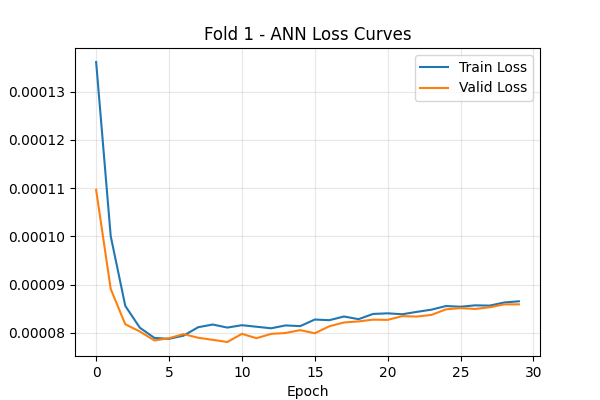 Fold 1 - ANN Loss Curves
Train Loss
Valid Loss
0.00013
0.00012
0.00011
0.00010
0.00009
0.00008
0 5 10 15 20 25 30
Epoch